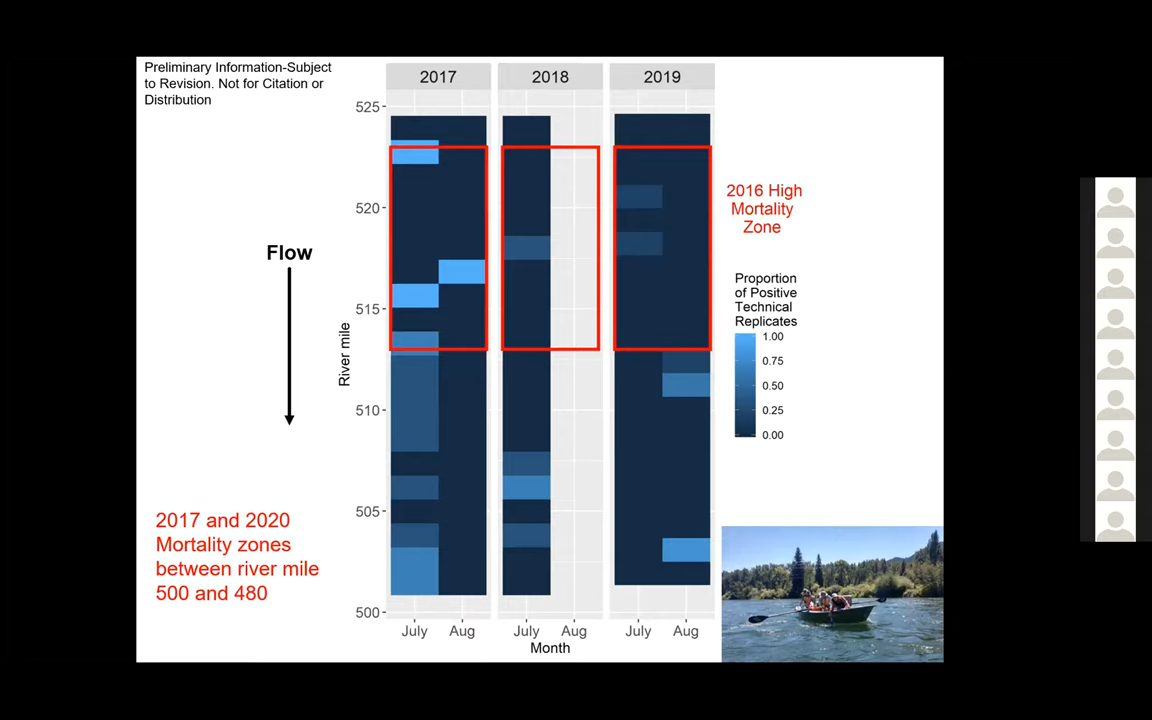 Preliminary Information-Subject
to Revision. Not for Citation or
Distribution
2017
2018
2019
525
520
515
510
505
500
River mile
July
Aug
July
Aug
July
Aug
Month
Flow
2016 High
Mortality
Zone
Proportion
of Positive
Technical
Replicates
1.00
0.75
0.50
0.25
0.00
2017 and 2020
Mortality zones
between river mile
500 and 480